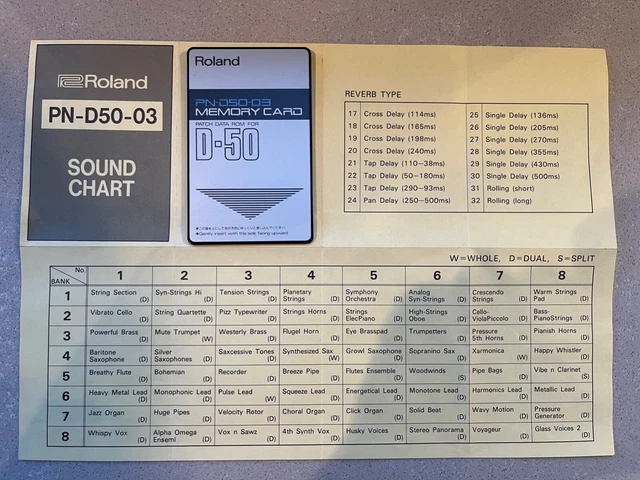 Roland
PN-D50-03
SOUND
CHART
Roland
PN-D50-03
MEMORY CARD
PATCH DATA ROM FOR
D-50
●Gently insert with this side facing upward
REVERB TYPE
17 Cross Delay (114ms) 25 Single Delay (136ms)
18 Cross Delay (165ms) 26 Single Delay (205ms)
19 Cross Delay (198ms) 27 Single Delay (270ms)
20 Cross Delay (240ms) 28 Single Delay (355ms)
21 Tap Delay (110–38ms) 29 Single Delay (430ms)
22 Tap Delay (50–180ms) 30 Single Delay (500ms)
23 Tap Delay (290–93ms) 31 Rolling (short)
24 Pan Delay (250–500ms) 32 Rolling (long)
W=WHOLE, D=DUAL, S=SPLIT
BANK No. 1 2 3 4 5 6 7 8
1 String Section (D) Syn-Strings Hi (D) Tension Strings (D) Planetary Strings (D) Symphony Orchestra (D) Analog Syn-Strings (D) Crescendo Strings (D) Warm Strings Pad (D)
2 Vibrato Cello (D) String Quartette (D) Pizz Typewriter (D) Strings Horns (D) Strings ElecPiano (D) High-Strings Oboe (D) Cello-ViolaPiccolo (D) Bass-PianoStrings (D)
3 Powerful Brass (D) Mute Trumpet (W) Westerly Brass (D) Flugel Horn (D) Eye Brasspad (D) Trumpetters (D) Pressure 5th Horns (D) Pianish Horns (D)
4 Baritone Saxophone (D) Silver Saxophones (D) Saxcessive Tones (D) Synthesized Sax (W) Growl Saxophone (D) Sopranino Sax (D) Xarmonica (W) Happy Whistler (D)
5 Breathy Flute (D) Bohemian (D) Recorder (D) Breeze Pipe (D) Flutes Ensemble (D) Woodwinds (S) Pipe Bags (D) Vibe n Clarinet (S)
6 Heavy Metal Lead (D) Monophonic Lead (D) Pulse Lead (W) Squeeze Lead (D) Energetical Lead (D) Monotone Lead (D) Harmonics Lead (D) Metallic Lead (D)
7 Jazz Organ (D) Huge Pipes (D) Velocity Rotor (D) Choral Organ (D) Click Organ (D) Solid Beat (D) Wavy Motion (D) Pressure Generator (D)
8 Whispy Vox (D) Alpha Omega Enseml (D) Vox n Sawz (D) 4th Synth Vox (D) Husky Voices (D) Stereo Panorama (D) Voyageur (D) Glass Voices 2 (D)